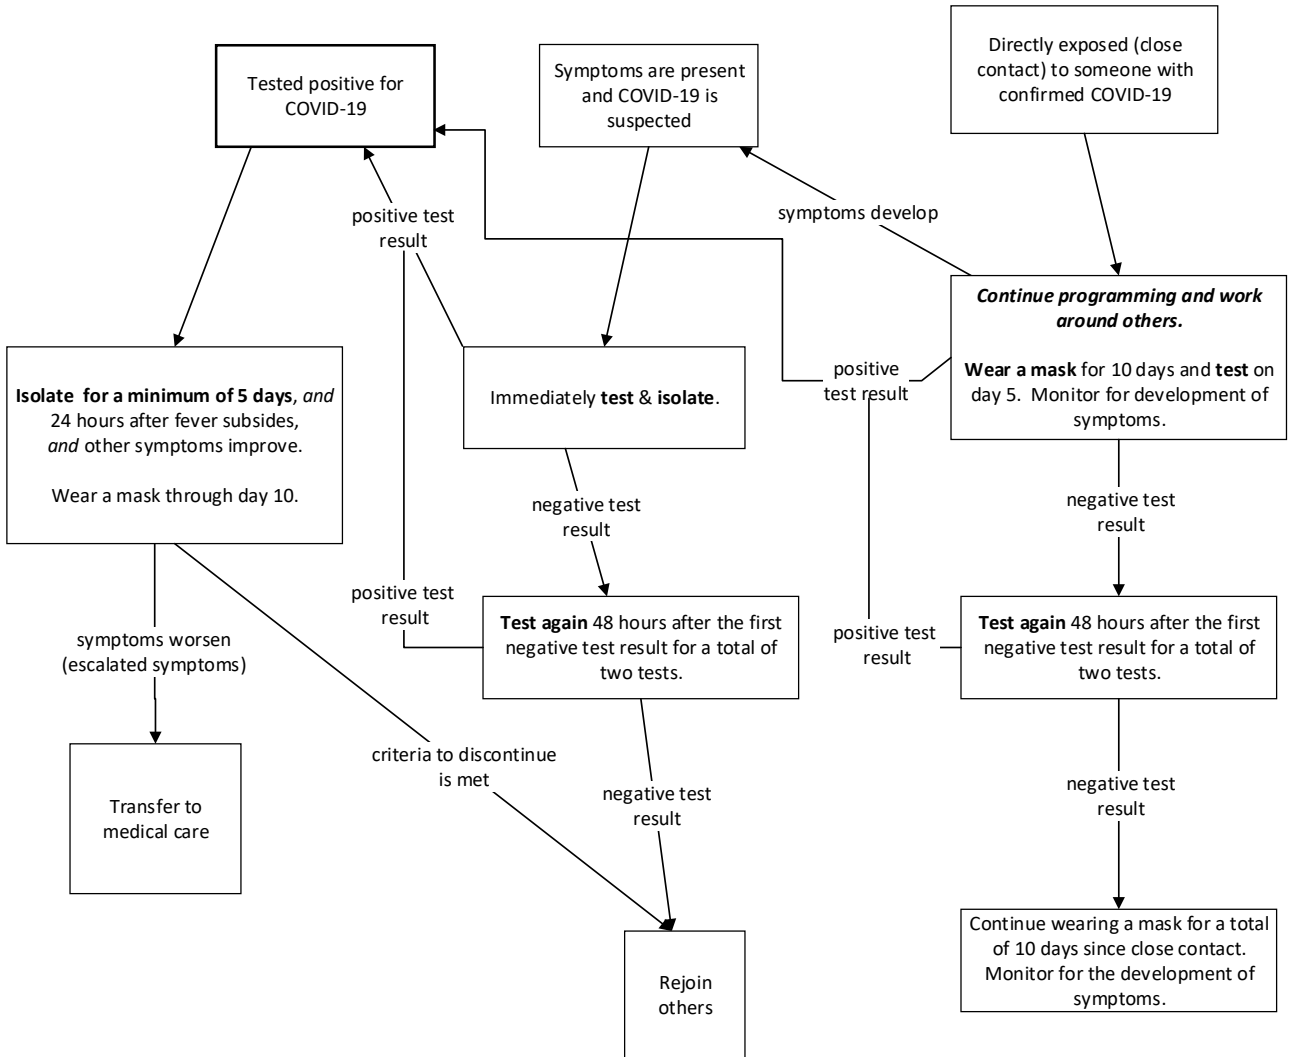 Tested positive for
COVID-19
Symptoms are present
and COVID-19 is
suspected
Directly exposed (close
contact) to someone with
confirmed COVID-19
positive test
result
symptoms develop
Continue programming and work
around others.
Wear a mask for 10 days and test on
day 5.  Monitor for development of
symptoms.
positive
test result
Isolate  for a minimum of 5 days, and
24 hours after fever subsides,
and other symptoms improve.
Wear a mask through day 10.
Immediately test & isolate.
negative test
result
negative test
result
positive test
result
Test again 48 hours after the first
negative test result for a total of
two tests.
positive test
result
Test again 48 hours after the first
negative test result for a total of
two tests.
symptoms worsen
(escalated symptoms)
criteria to discontinue
is met
negative test
result
negative test
result
Transfer to
medical care
Rejoin
others
Continue wearing a mask for a total
of 10 days since close contact.
Monitor for the development of
symptoms.